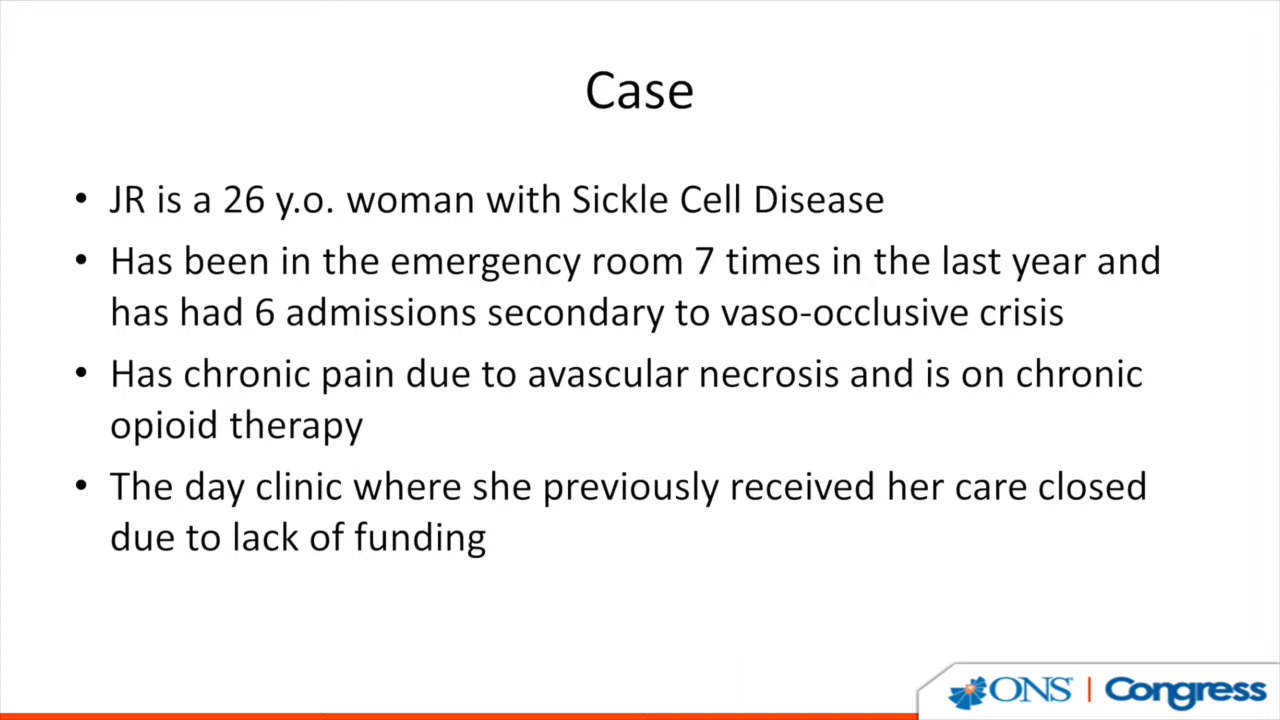 Case
• JR is a 26 y.o. woman with Sickle Cell Disease
• Has been in the emergency room 7 times in the last year and
has had 6 admissions secondary to vaso-occlusive crisis
• Has chronic pain due to avascular necrosis and is on chronic
opioid therapy
• The day clinic where she previously received her care closed
due to lack of funding
ONS | Congress